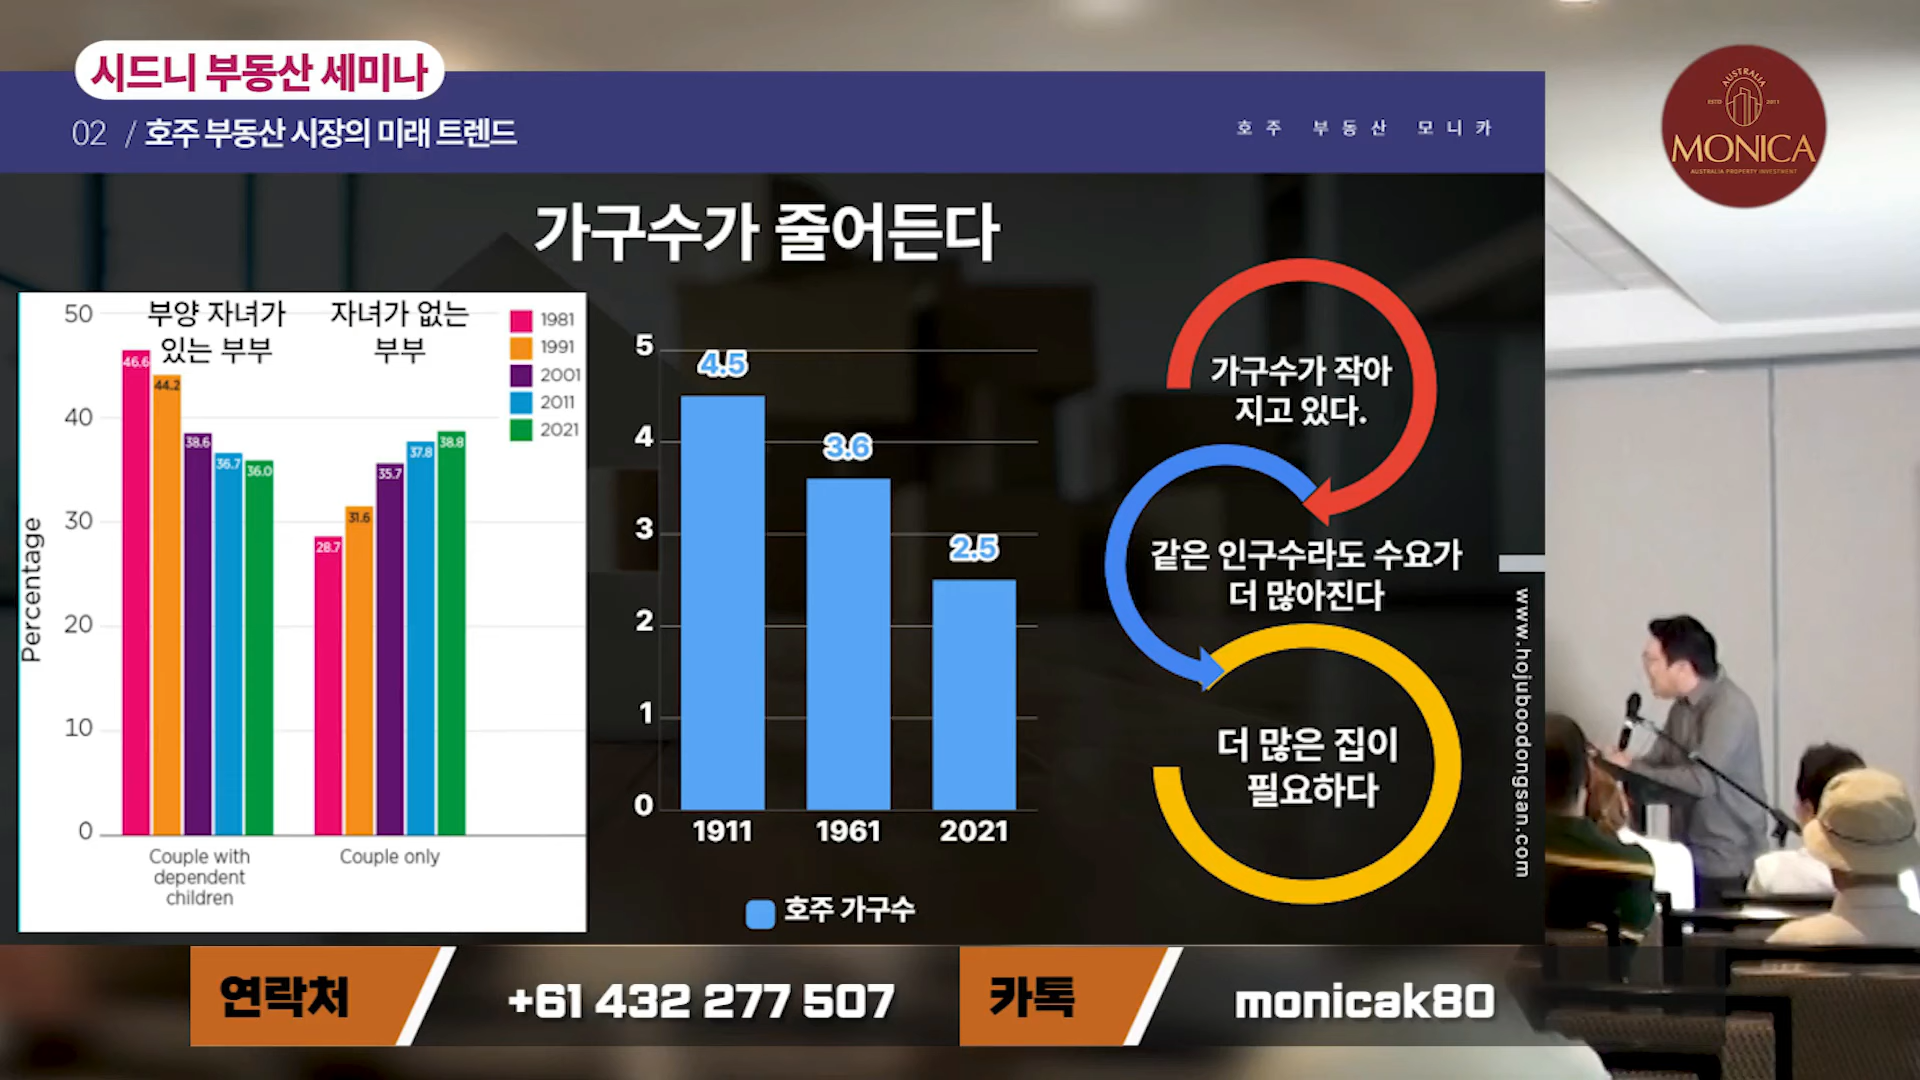 시드니 부동산 세미나
02 / 호주 부동산 시장의 미래 트렌드
호주 부동산 모니카
AUSTRALIA
ESTD 2011
MONICA
AUSTRALIA PROPERTY INVESTMENT
가구수가 줄어든다
부양 자녀가
있는 부부
자녀가 없는
부부
1981
1991
2001
2011
2021
Percentage
50
40
30
20
10
0
46.6
44.2
38.6
36.7
36.0
28.7
31.6
35.7
37.8
38.8
Couple with
dependent
children
Couple only
5
4
3
2
1
0
4.5
3.6
2.5
1911
1961
2021
호주 가구수
가구수가 작아
지고 있다.
같은 인구수라도 수요가
더 많아진다
더 많은 집이
필요하다
www.hojuboodongsan.com
연락처
+61 432 277 507
카톡
monicak80